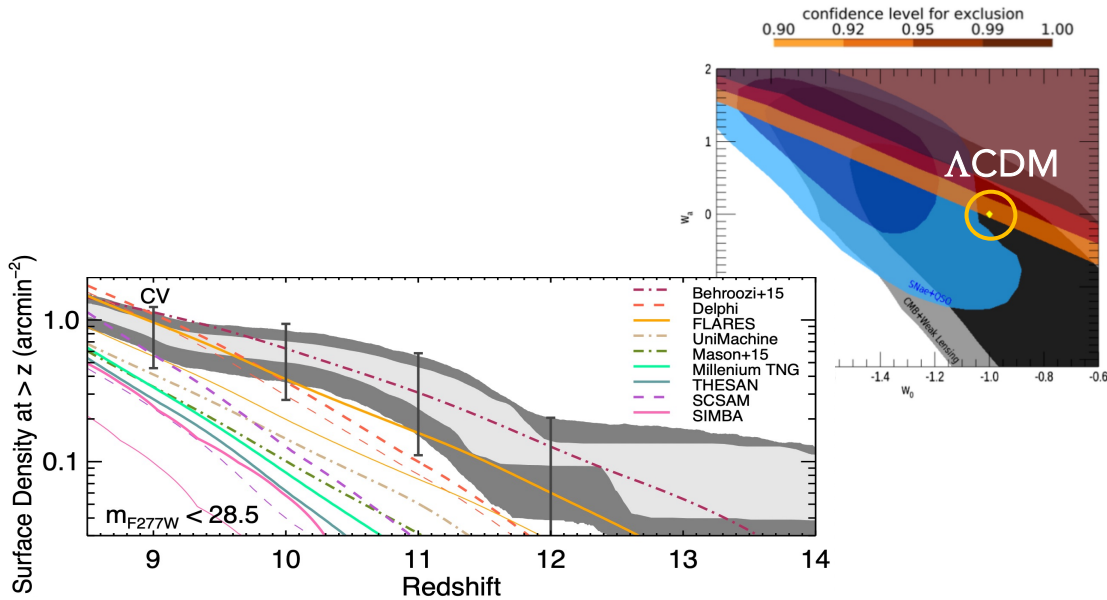 confidence level for exclusion
0.90 0.92 0.95 0.99 1.00
2
1
0
wₐ
ΛCDM
SNae+QSO
CMB+Weak Lensing
-1.4 -1.2 -1.0 -0.8 -0.6
w₀
Surface Density at > z (arcmin⁻²)
1.0
0.1
CV
Behroozi+15
Delphi
FLARES
UniMachine
Mason+15
Millenium TNG
THESAN
SCSAM
SIMBA
m_F277W < 28.5
9 10 11 12 13 14
Redshift